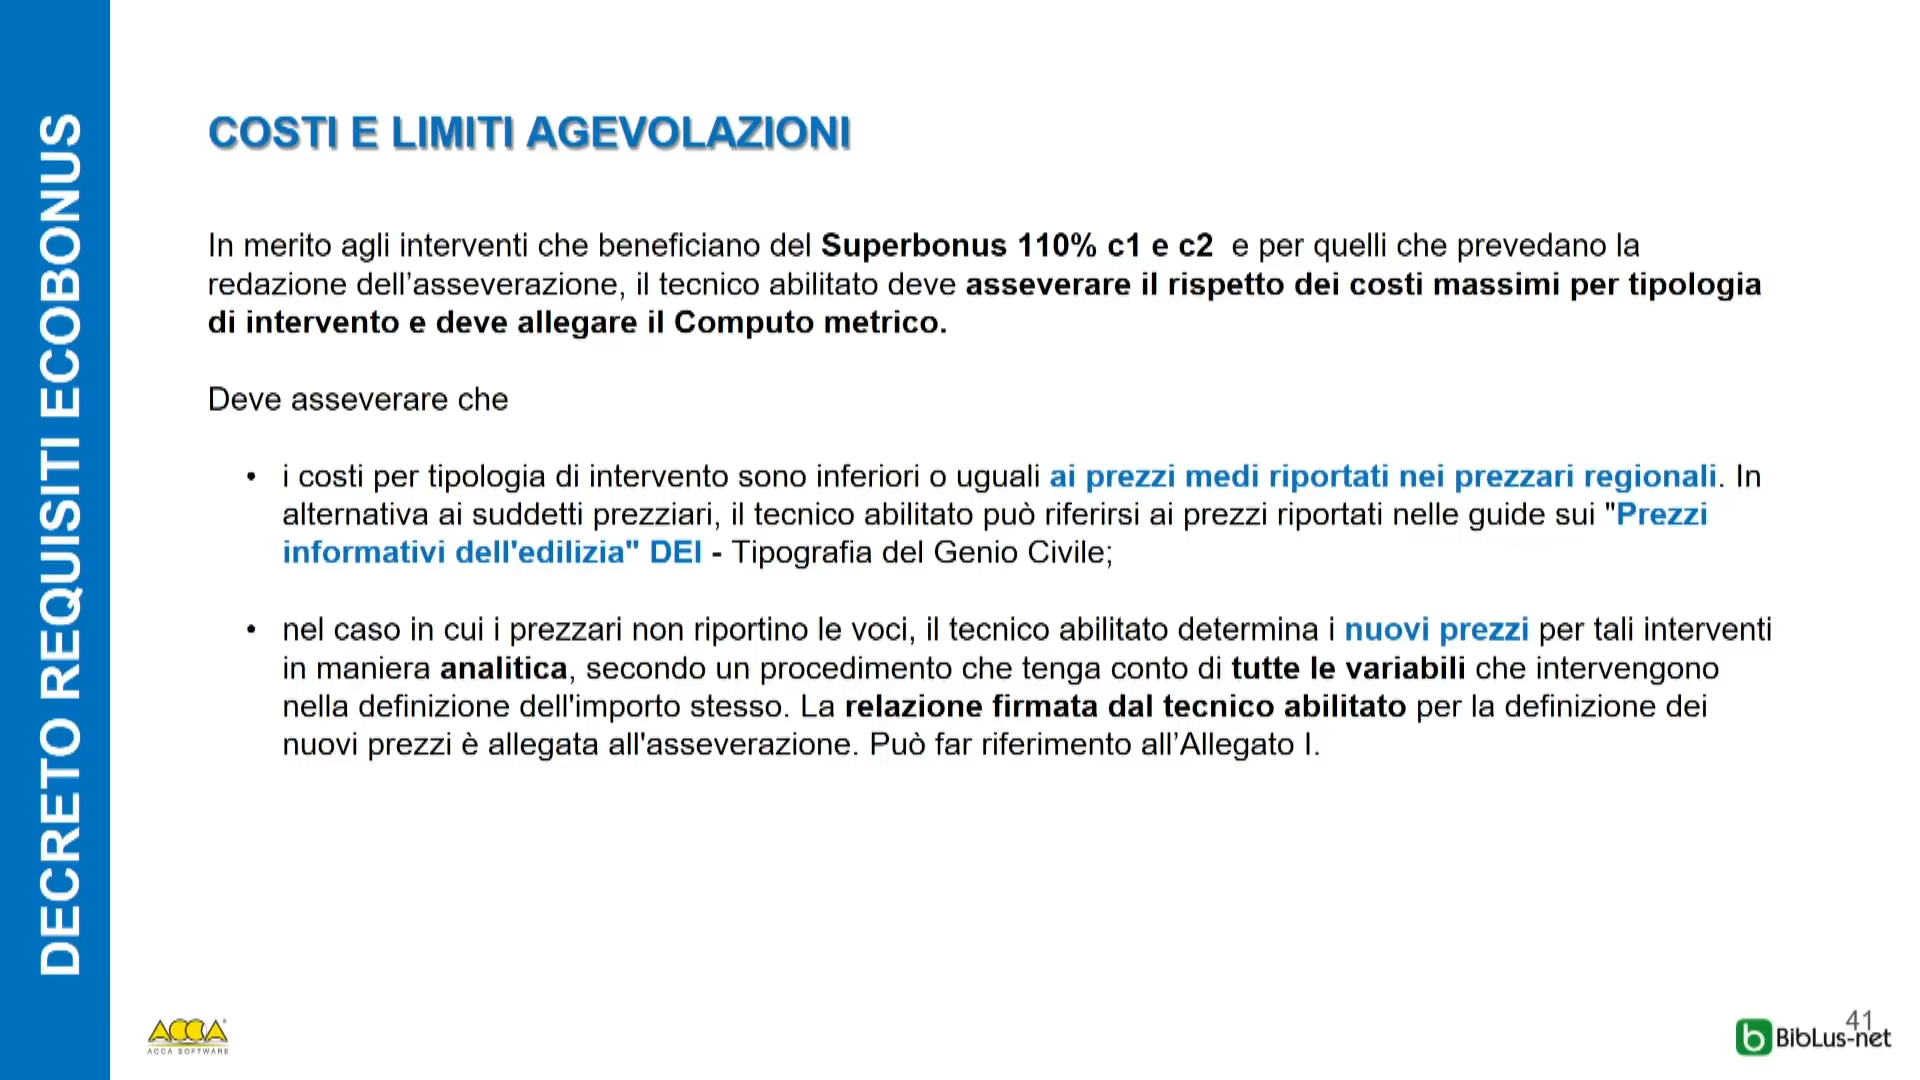 DECRETO REQUISITI ECOBONUS
COSTI E LIMITI AGEVOLAZIONI
In merito agli interventi che beneficiano del Superbonus 110% c1 e c2 e per quelli che prevedano la
redazione dell’asseverazione, il tecnico abilitato deve asseverare il rispetto dei costi massimi per tipologia
di intervento e deve allegare il Computo metrico.
Deve asseverare che
• i costi per tipologia di intervento sono inferiori o uguali ai prezzi medi riportati nei prezzari regionali. In
alternativa ai suddetti prezziari, il tecnico abilitato può riferirsi ai prezzi riportati nelle guide sui "Prezzi
informativi dell'edilizia" DEI - Tipografia del Genio Civile;
• nel caso in cui i prezzari non riportino le voci, il tecnico abilitato determina i nuovi prezzi per tali interventi
in maniera analitica, secondo un procedimento che tenga conto di tutte le variabili che intervengono
nella definizione dell'importo stesso. La relazione firmata dal tecnico abilitato per la definizione dei
nuovi prezzi è allegata all'asseverazione. Può far riferimento all’Allegato I.
ACCA
ACCA SOFTWARE
41
b BibLus-net